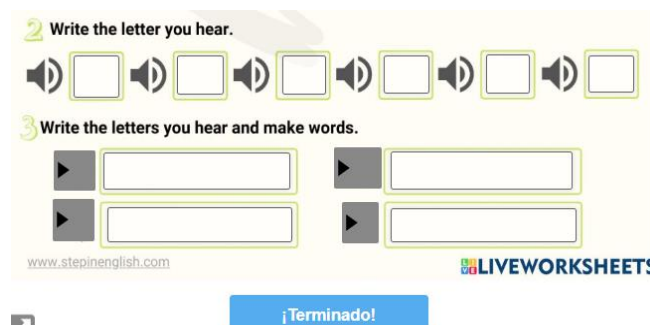 2 Write the letter you hear.
3 Write the letters you hear and make words.
www.stepinenglish.com
LIVE LIVEWORKSHEETS
¡Terminado!